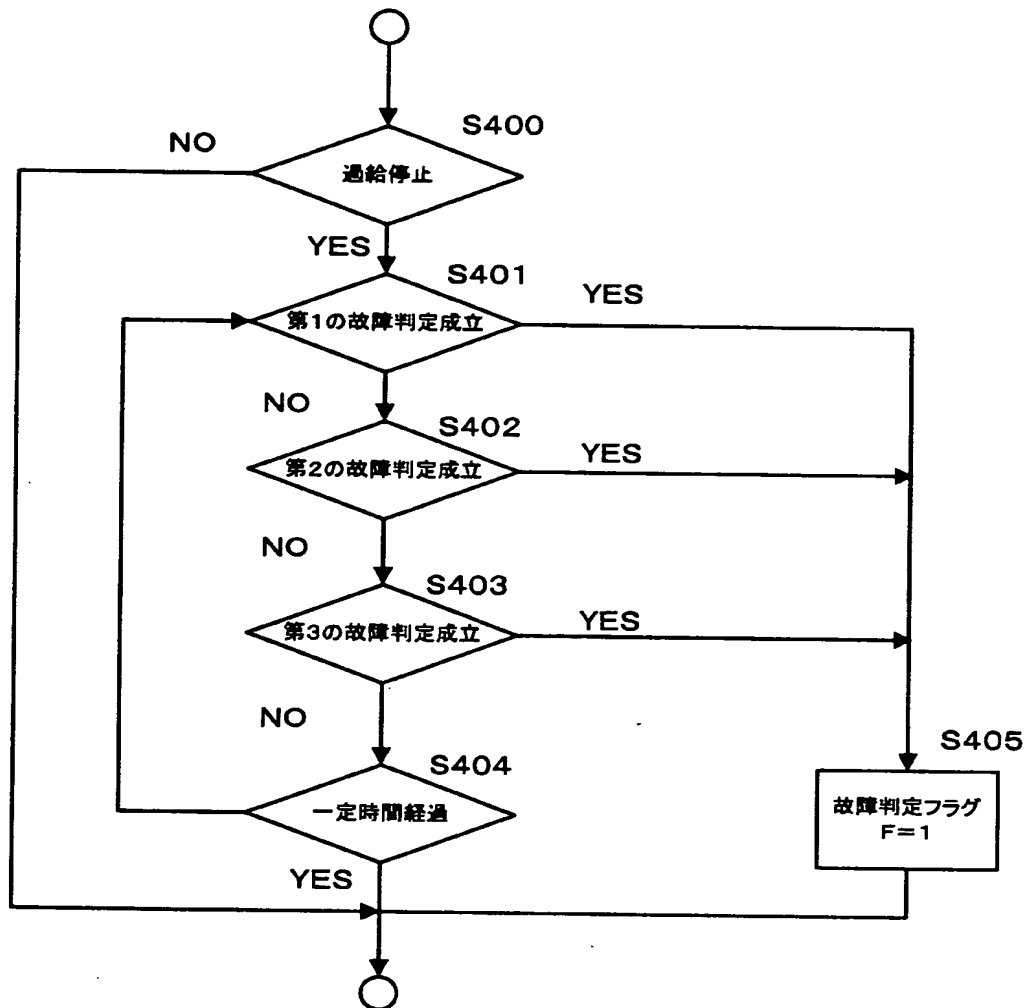 S400
NO
過給停止
YES
S401
YES
第1の故障判定成立
NO
S402
YES
第2の故障判定成立
NO
S403
YES
第3の故障判定成立
NO
S404
S405
一定時間経過
故障判定フラグ
F=1
YES